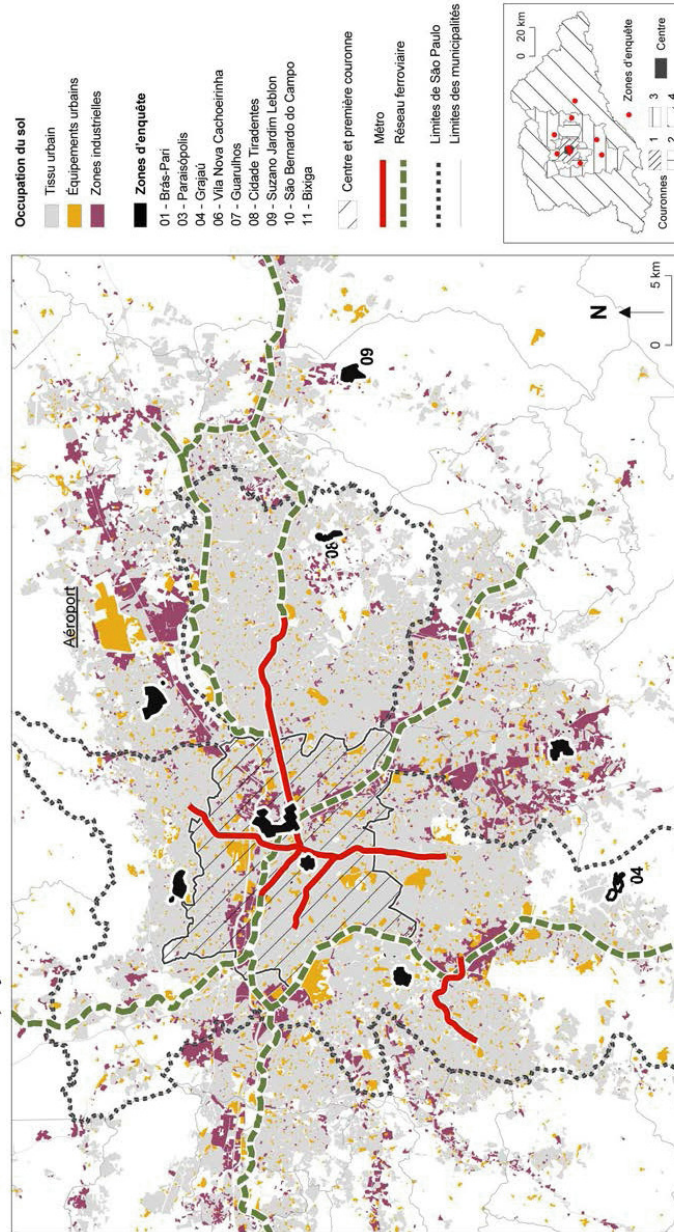 Occupation du sol
Tissu urbain
Équipements urbains
Zones industrielles
Zones d'enquête
01 - Brás-Pari
03 - Paraisópolis
04 - Grajaú
06 - Vila Nova Cachoeirinha
07 - Guarulhos
08 - Cidade Tiradentes
09 - Suzano Jardim Leblon
10 - São Bernardo do Campo
11 - Bixiga
Centre et première couronne
Métro
Réseau ferroviaire
Limites de São Paulo
Limites des municipalités
0 20 km
Zones d'enquête
Couronnes
1 3
2 4
Centre
Aéroport
09
08
04
N
0 5 km